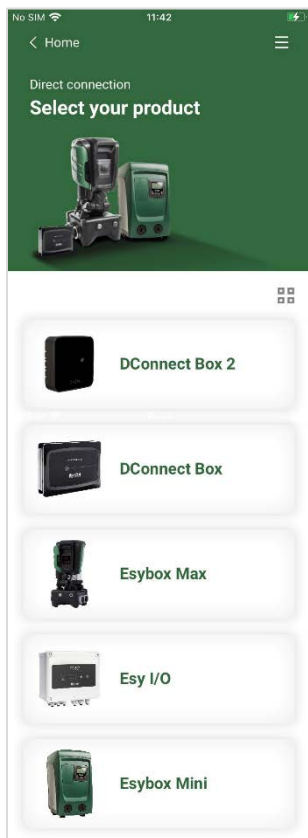 No SIM 11:42
Home
Direct connection
Select your product
DConnect Box 2
DConnect Box
Esybox Max
Esy I/O
Esybox Mini